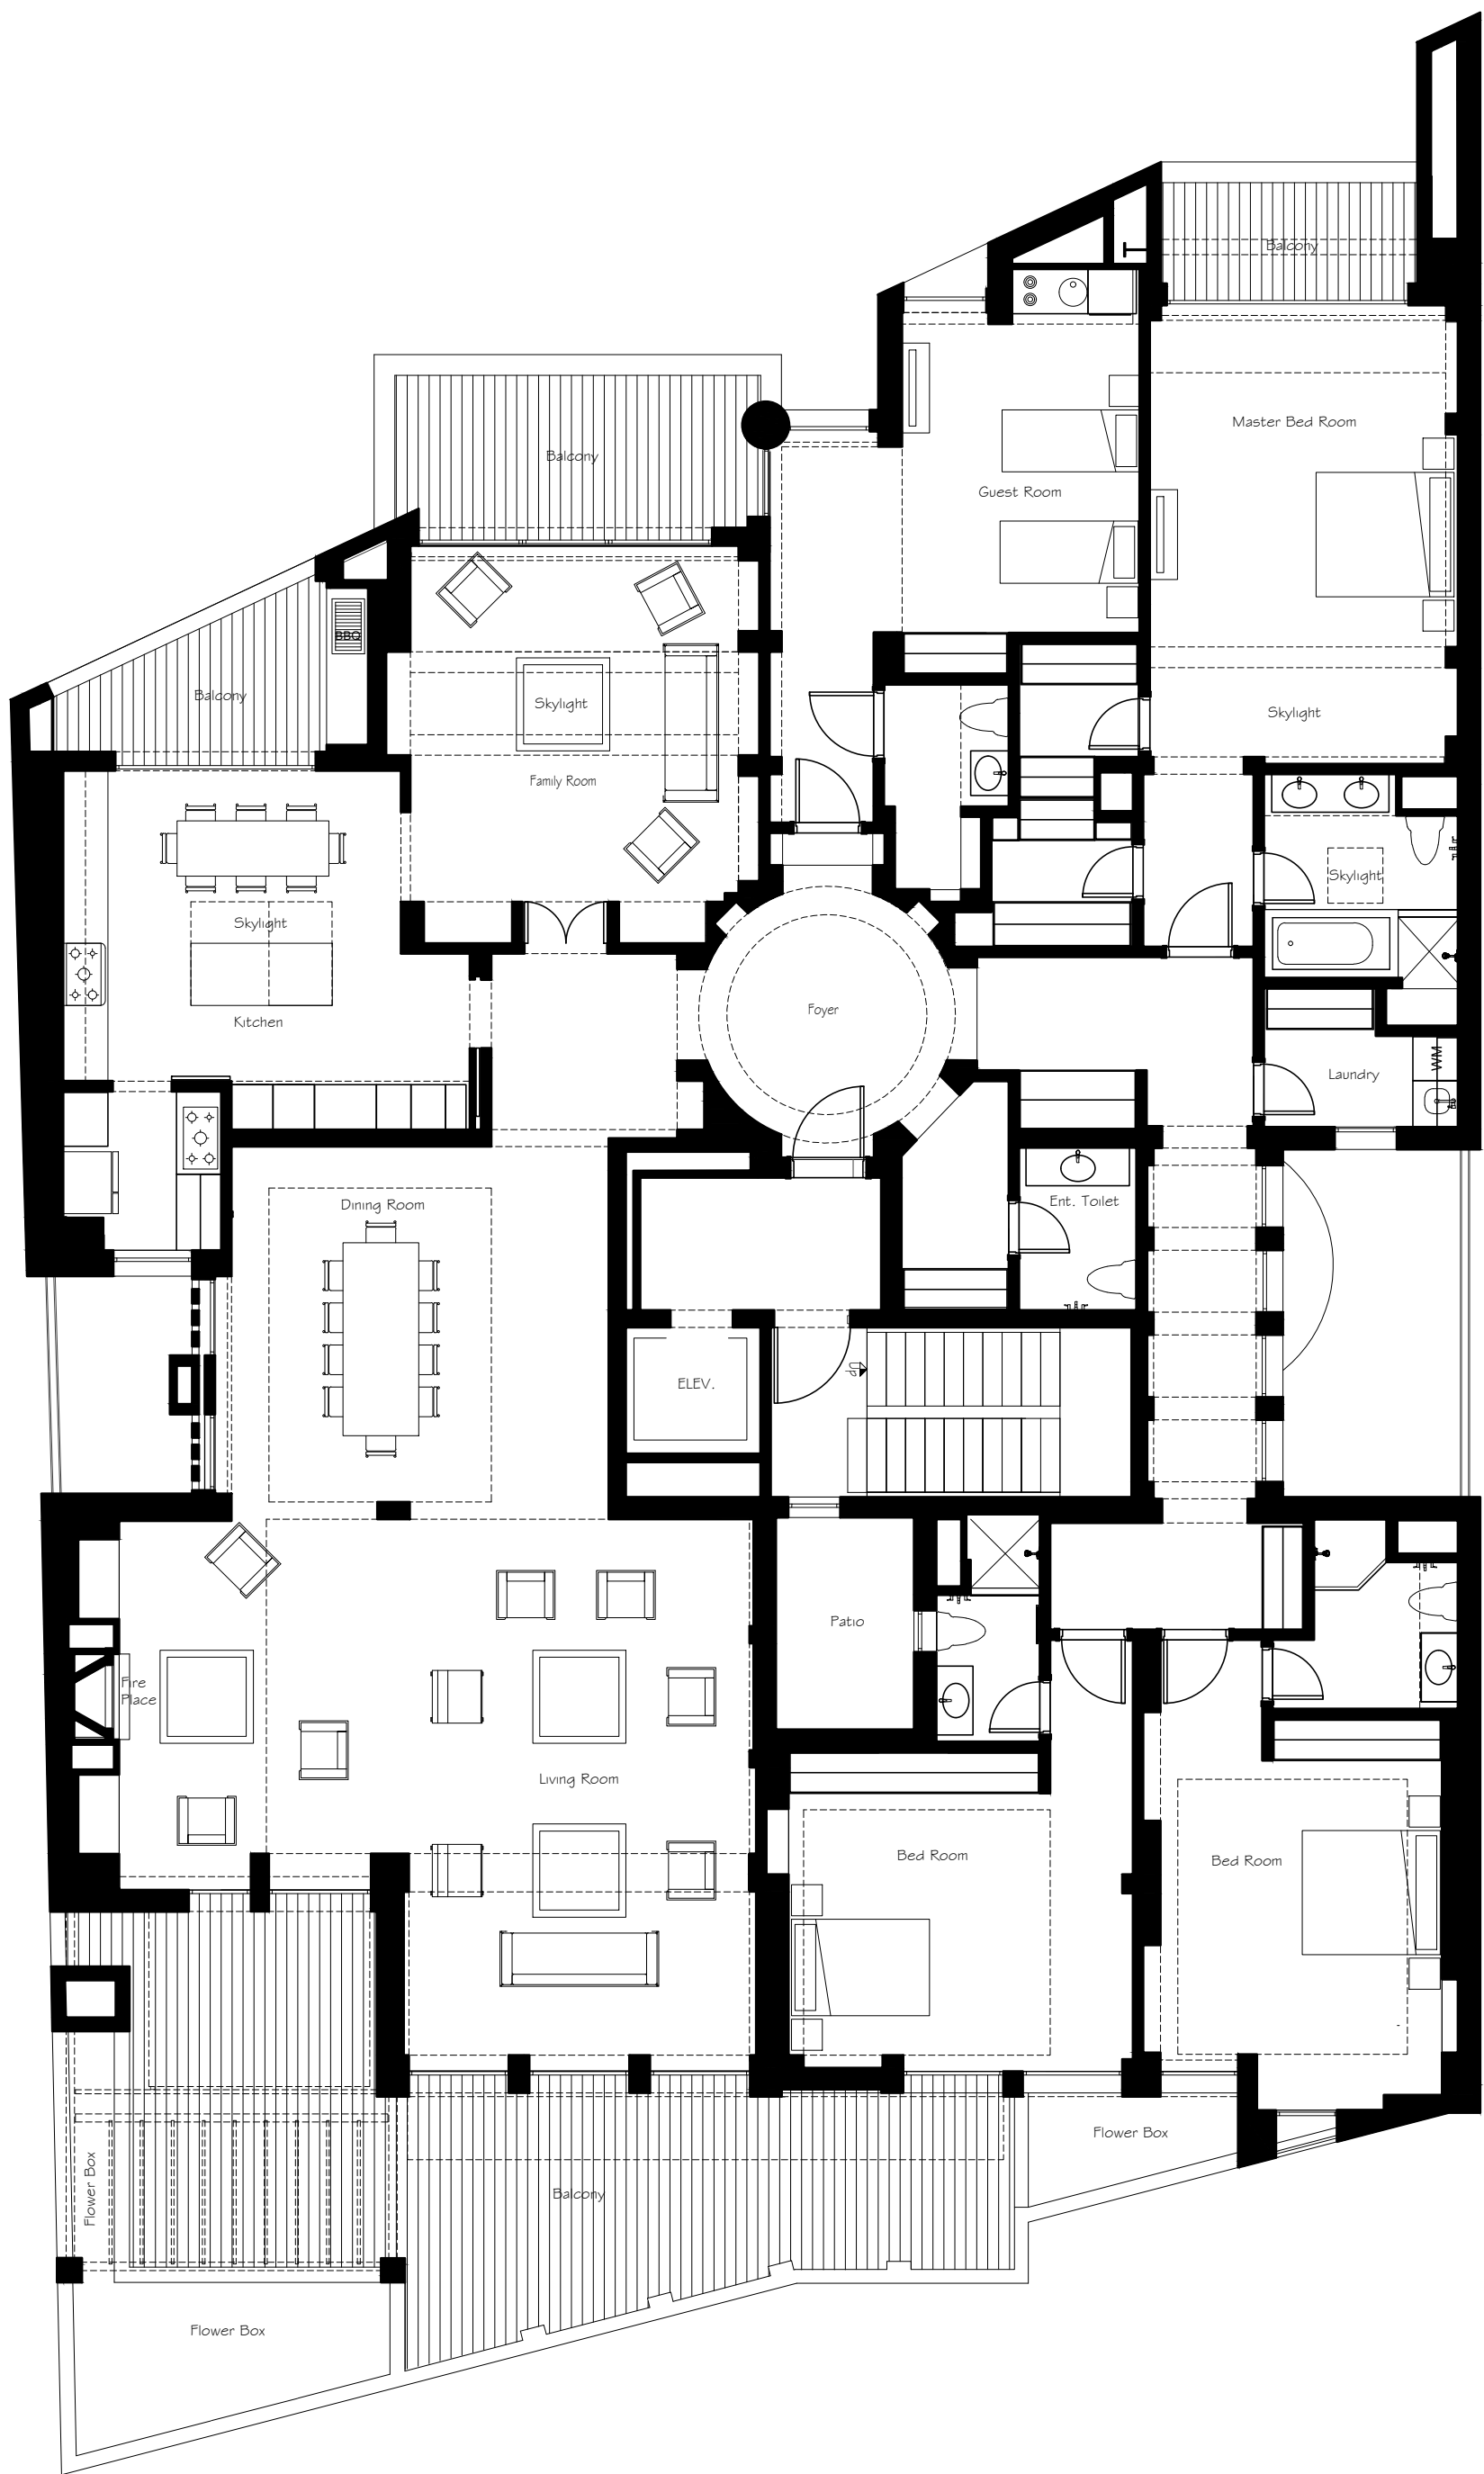 Balcony
Master Bed Room
Balcony
Guest Room
BBQ
Balcony
Skylight
Skylight
Family Room
Skylight
Skylight
Foyer
Kitchen
WM
Laundry
Dining Room
Ent. Toilet
ELEV.
UP
Patio
Fire
Place
Living Room
Bed Room
Bed Room
Flower Box
Flower Box
Balcony
Flower Box